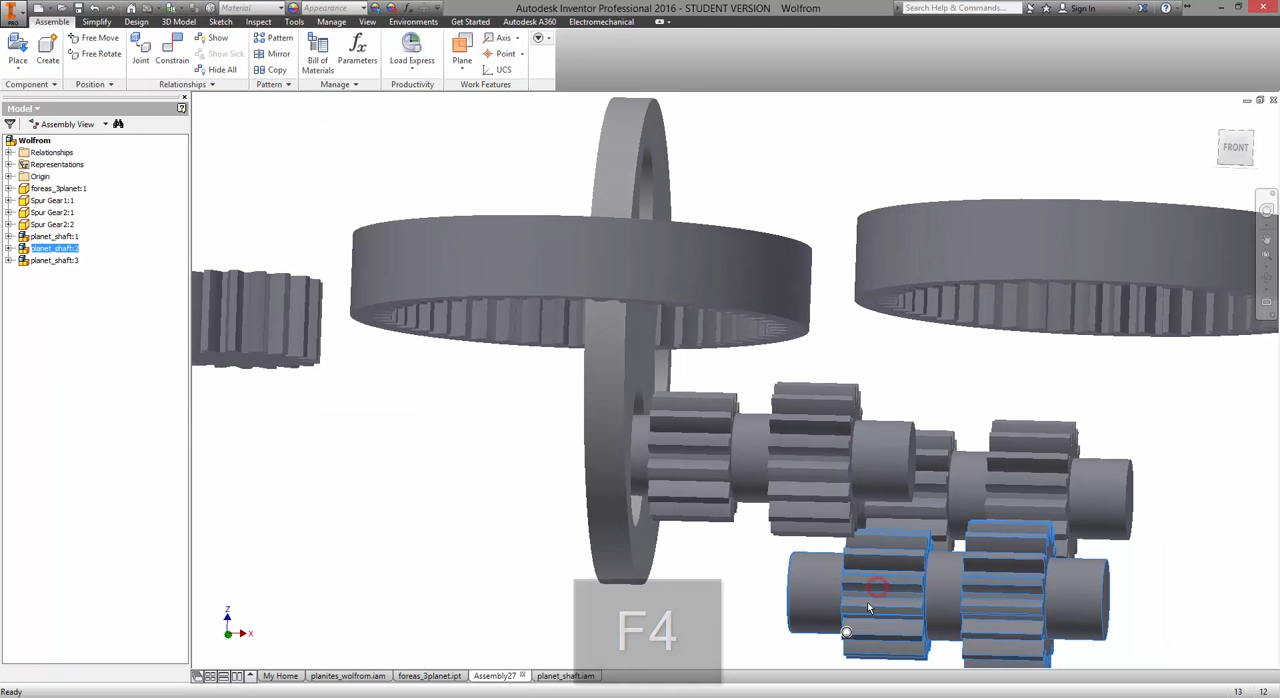 Material
Appearance
Autodesk Inventor Professional 2016 - STUDENT VERSION Wolfrom
Search Help & Commands...
Sign In
PRO
Assemble Simplify Design 3D Model Sketch Inspect Tools Manage View Environments Get Started Autodesk A360 Electromechanical
Place Create Free Move Free Rotate Joint Constrain Show Show Sick Hide All Pattern Mirror Copy Bill of Materials Parameters Load Express Plane Axis Point UCS
Component Position Relationships Pattern Manage Productivity Work Features
Model
Assembly View
Wolfrom
Relationships
Representations
Origin
foreas_3planet:1
Spur Gear1:1
Spur Gear2:1
Spur Gear2:2
planet_shaft:1
planet_shaft:2
planet_shaft:3
FRONT
F4
Z
X
My Home planites_wolfrom.iam foreas_3planet.ipt Assembly27 planet_shaft.iam
Ready
13 12